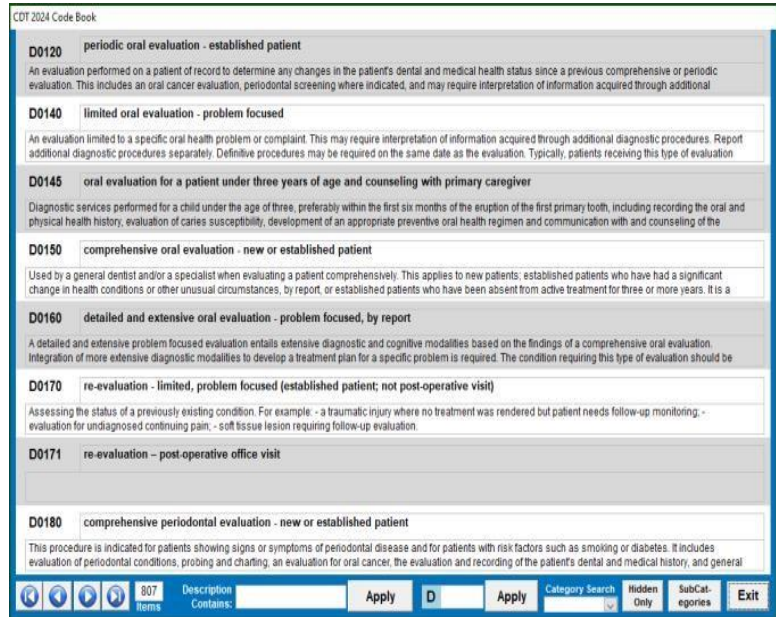 CDT 2024 Code Book
D0120 periodic oral evaluation - established patient
An evaluation performed on a patient of record to determine any changes in the patient's dental and medical health status since a previous comprehensive or periodic
evaluation. This includes an oral cancer evaluation, periodontal screening where indicated, and may require interpretation of information acquired through additional
D0140 limited oral evaluation - problem focused
An evaluation limited to a specific oral health problem or complaint. This may require interpretation of information acquired through additional diagnostic procedures. Report
additional diagnostic procedures separately. Definitive procedures may be required on the same date as the evaluation. Typically, patients receiving this type of evaluation
D0145 oral evaluation for a patient under three years of age and counseling with primary caregiver
Diagnostic services performed for a child under the age of three, preferably within the first six months of the eruption of the first primary tooth, including recording the oral and
physical health history, evaluation of caries susceptibility, development of an appropriate preventive oral health regimen and communication with and counseling of the
D0150 comprehensive oral evaluation - new or established patient
Used by a general dentist and/or a specialist when evaluating a patient comprehensively. This applies to new patients; established patients who have had a significant
change in health conditions or other unusual circumstances, by report, or established patients who have been absent from active treatment for three or more years. It is a
D0160 detailed and extensive oral evaluation - problem focused, by report
A detailed and extensive problem focused evaluation entails extensive diagnostic and cognitive modalities based on the findings of a comprehensive oral evaluation.
Integration of more extensive diagnostic modalities to develop a treatment plan for a specific problem is required. The condition requiring this type of evaluation should be
D0170 re-evaluation - limited, problem focused (established patient; not post-operative visit)
Assessing the status of a previously existing condition. For example: - a traumatic injury where no treatment was rendered but patient needs follow-up monitoring; -
evaluation for undiagnosed continuing pain; - soft tissue lesion requiring follow-up evaluation.
D0171 re-evaluation – post-operative office visit
D0180 comprehensive periodontal evaluation - new or established patient
This procedure is indicated for patients showing signs or symptoms of periodontal disease and for patients with risk factors such as smoking or diabetes. It includes
evaluation of periodontal conditions, probing and charting, an evaluation for oral cancer, the evaluation and recording of the patient's dental and medical history, and general
807 Items Description Contains: Apply D Apply Category Search Hidden Only SubCat-egories Exit